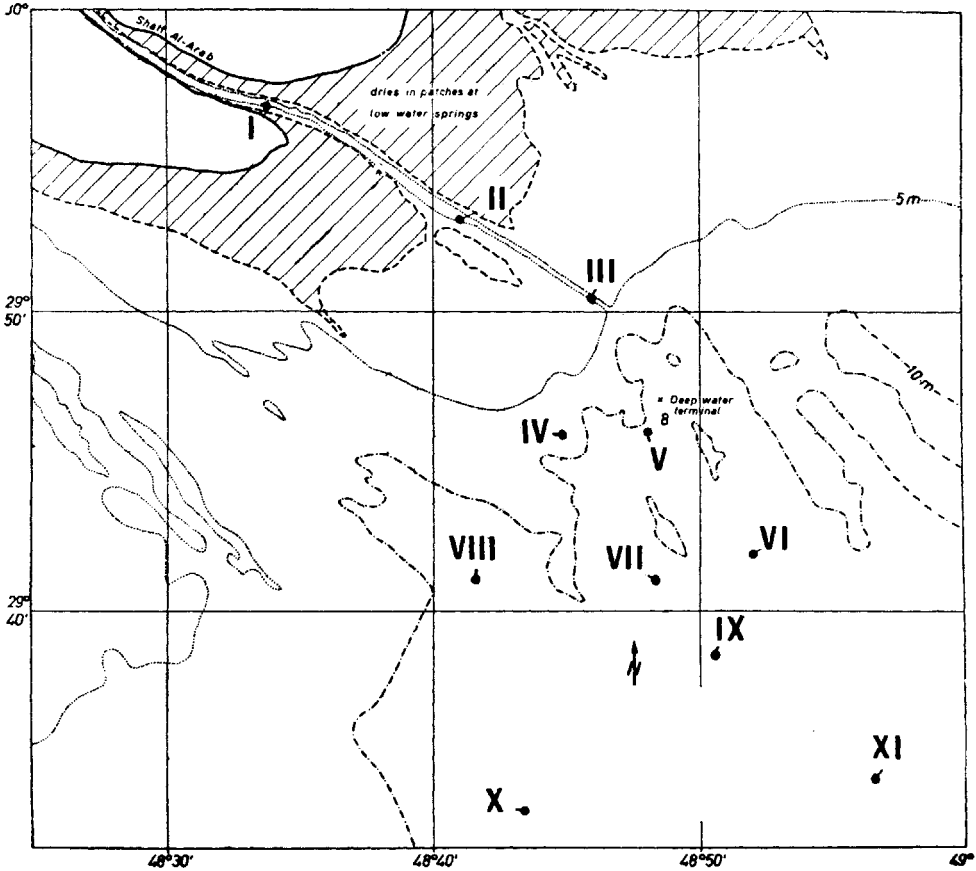 30°
Shatt Al-Arab
dries in patches at
low water springs
I
II
5m
III
29°
50'
10 m
× Deep water
terminal
8
IV
V
VIII
VII
VI
29°
40'
IX
N
XI
X
48°30'
48°40'
48°50'
49°